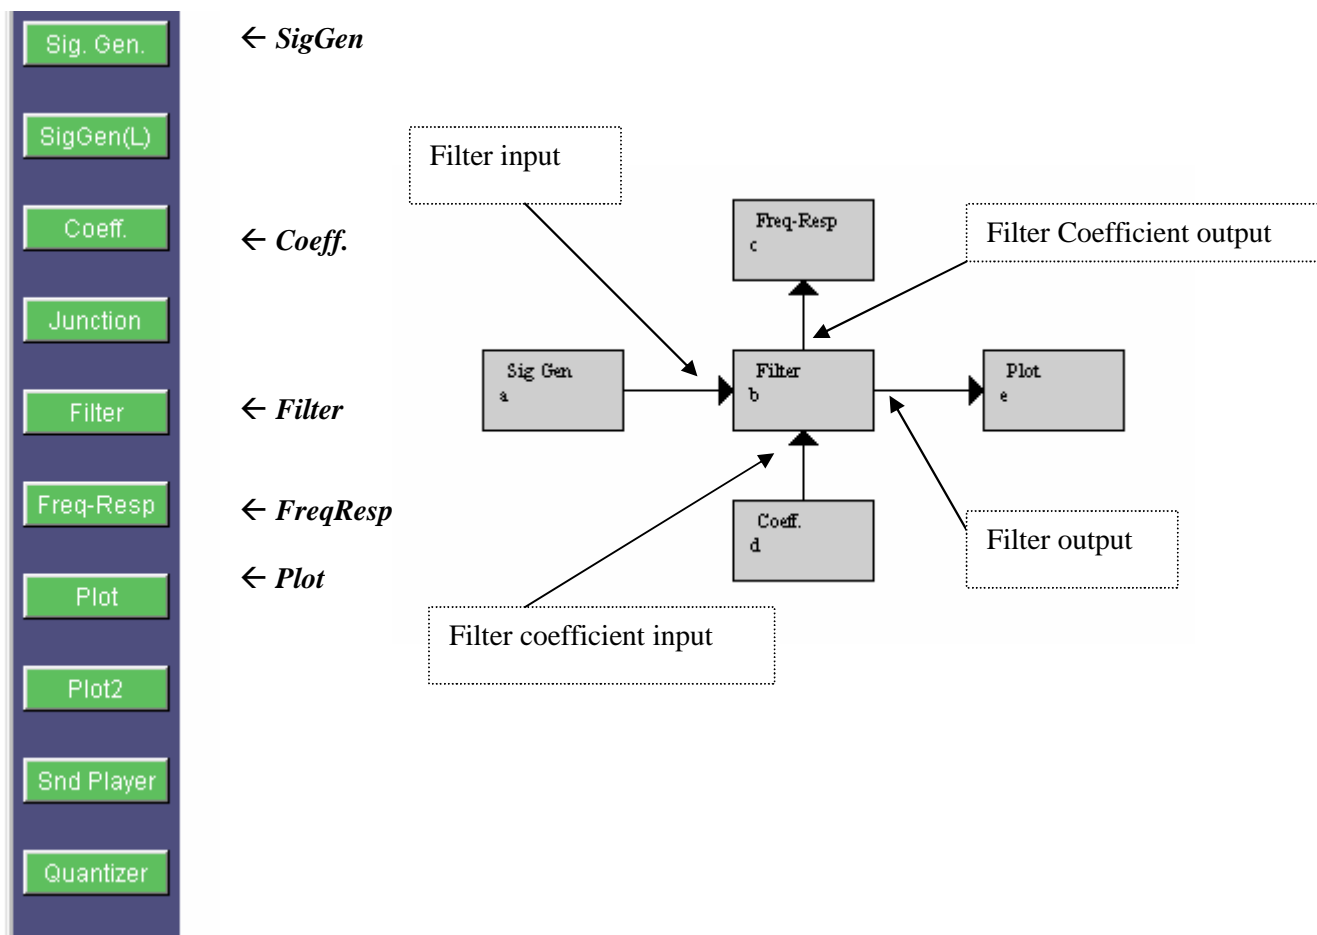 Sig. Gen.
← SigGen
SigGen(L)
Coeff.
← Coeff.
Junction
Filter
← Filter
Freq-Resp
← FreqResp
Plot
← Plot
Plot2
Snd Player
Quantizer
Filter input
Freq-Resp
c
Filter Coefficient output
Sig Gen
a
Filter
b
Plot
e
Coeff.
d
Filter output
Filter coefficient input